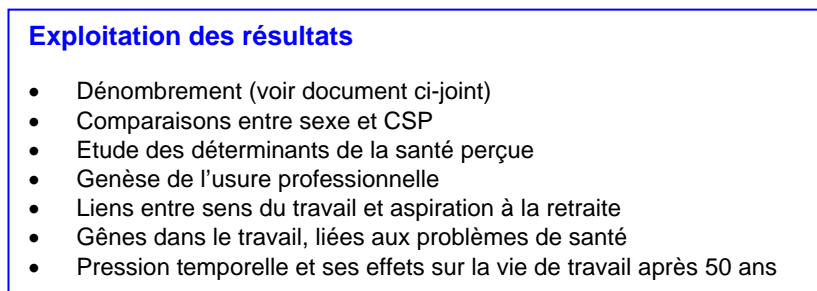 Exploitation des résultats
• Dénombrement (voir document ci-joint)
• Comparaisons entre sexe et CSP
• Etude des déterminants de la santé perçue
• Genèse de l'usure professionnelle
• Liens entre sens du travail et aspiration à la retraite
• Gênes dans le travail, liées aux problèmes de santé
• Pression temporelle et ses effets sur la vie de travail après 50 ans